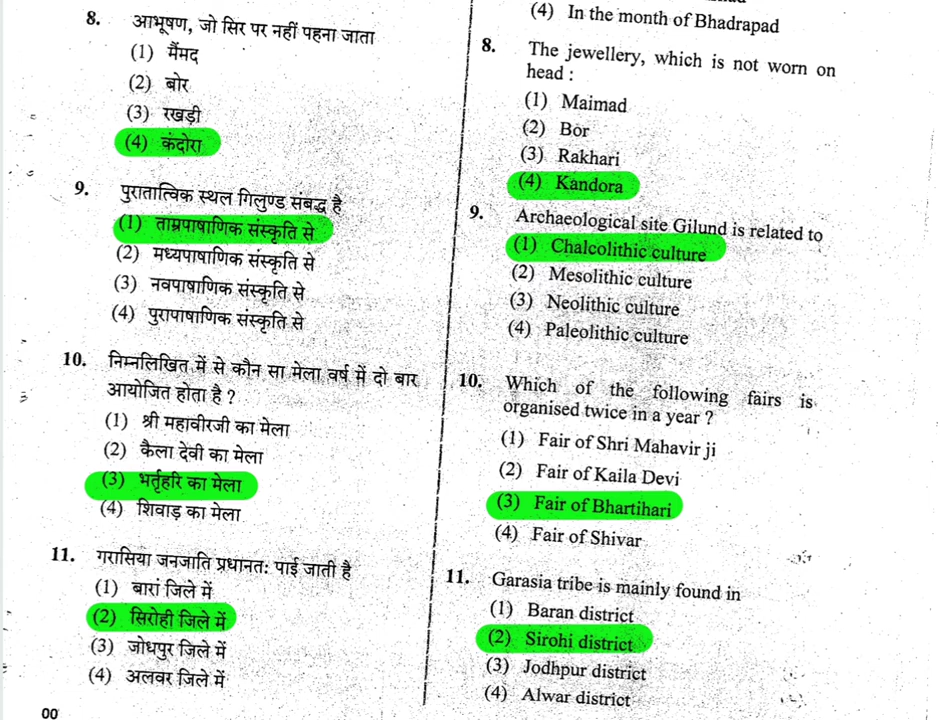 8. आभूषण, जो सिर पर नहीं पहना जाता
(1) मैंमद
(2) बोर
(3) रखड़ी
(4) कंदोरा
9. पुरातात्विक स्थल गिलुण्ड संबद्ध है
(1) ताम्रपाषाणिक संस्कृति से
(2) मध्यपाषाणिक संस्कृति से
(3) नवपाषाणिक संस्कृति से
(4) पुरापाषाणिक संस्कृति से
10. निम्नलिखित में से कौन सा मेला वर्ष में दो बार
आयोजित होता है ?
(1) श्री महावीरजी का मेला
(2) कैला देवी का मेला
(3) भर्तृहरि का मेला
(4) शिवाड़ का मेला
11. गरासिया जनजाति प्रधानतः पाई जाती है
(1) बारां जिले में
(2) सिरोही जिले में
(3) जोधपुर जिले में
(4) अलवर जिले में
00
(4) In the month of Bhadrapad
8. The jewellery, which is not worn on
head :
(1) Maimad
(2) Bor
(3) Rakhari
(4) Kandora
9. Archaeological site Gilund is related to
(1) Chalcolithic culture
(2) Mesolithic culture
(3) Neolithic culture
(4) Paleolithic culture
10. Which of the following fairs is
organised twice in a year ?
(1) Fair of Shri Mahavir ji
(2) Fair of Kaila Devi
(3) Fair of Bhartihari
(4) Fair of Shivar
11. Garasia tribe is mainly found in
(1) Baran district
(2) Sirohi district
(3) Jodhpur district
(4) Alwar district